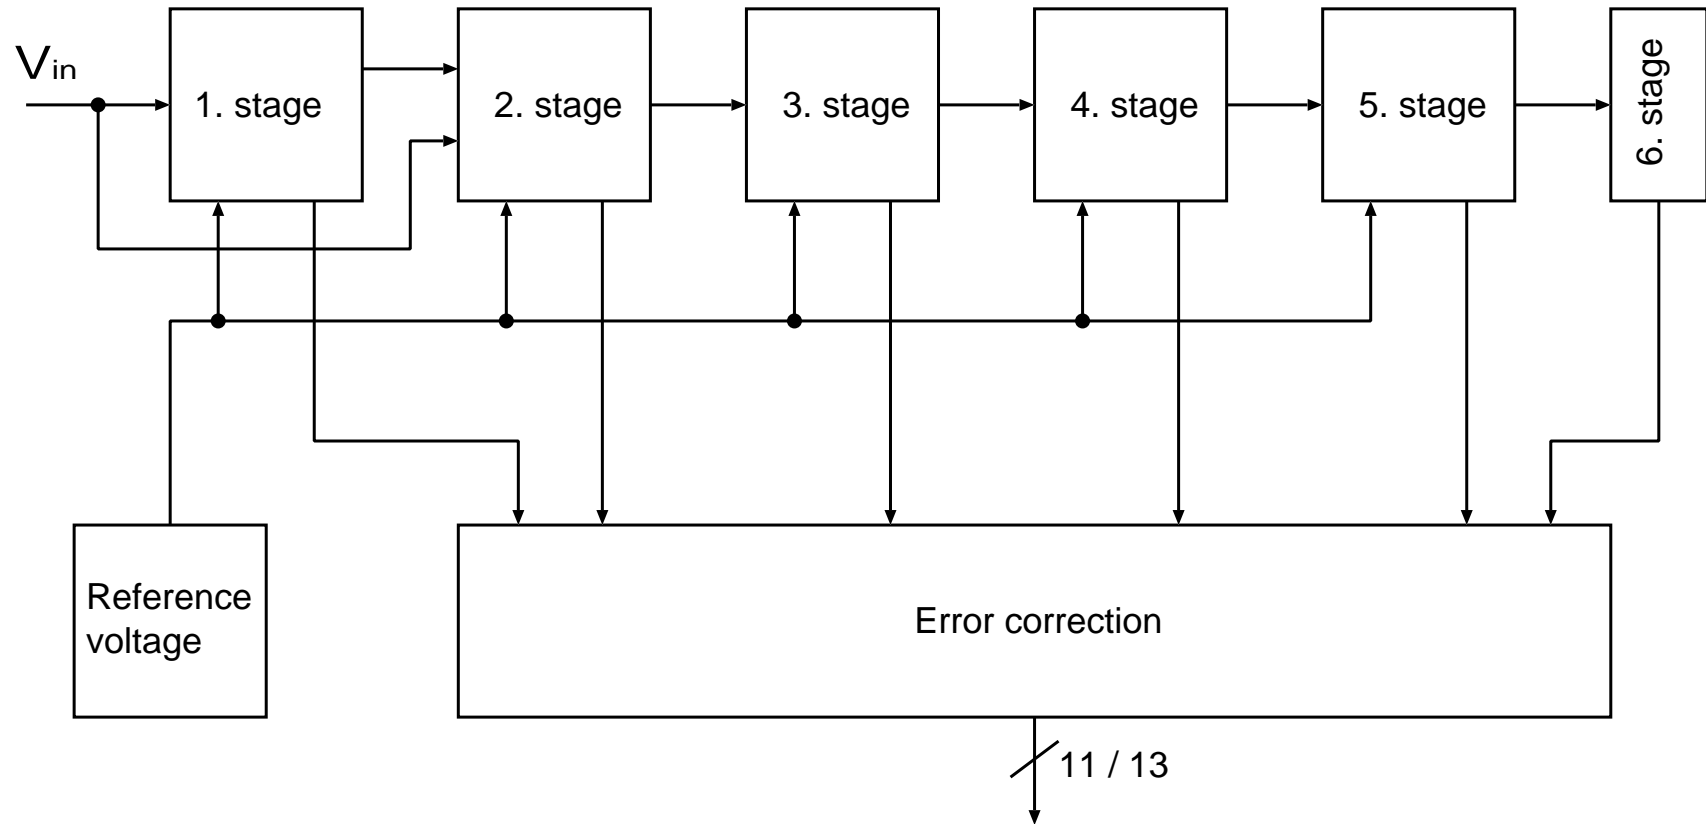 Vin
1. stage
2. stage
3. stage
4. stage
5. stage
6. stage
Reference
voltage
Error correction
11 / 13